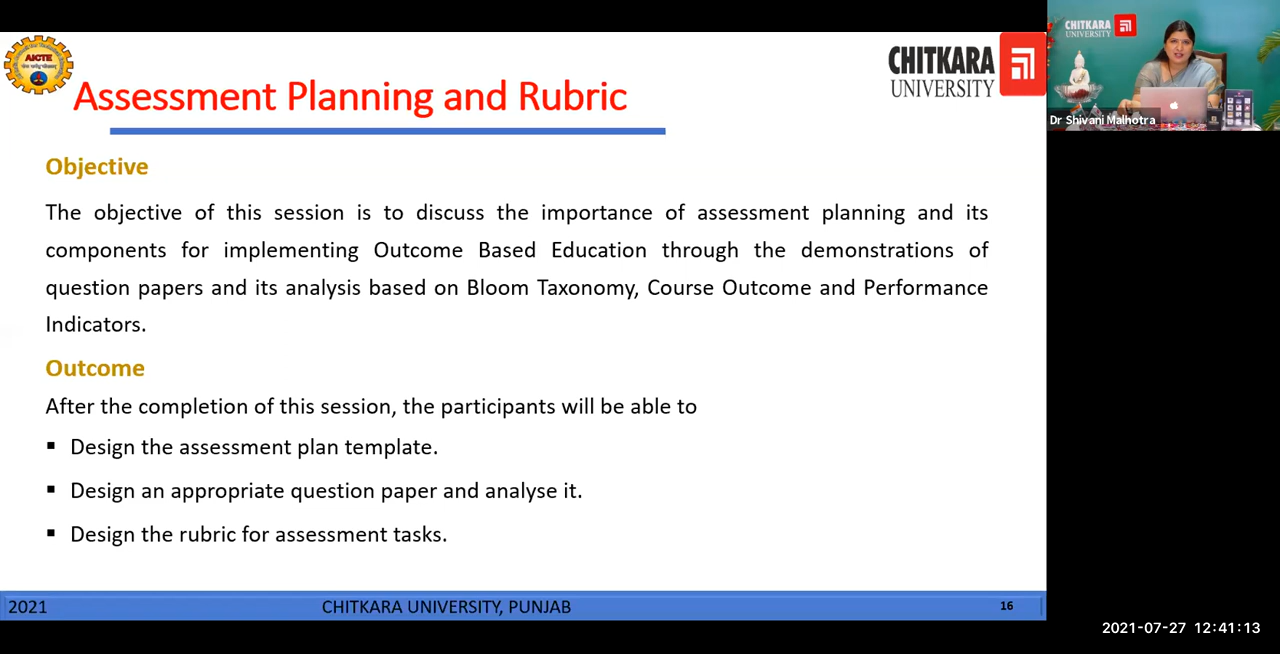 AICTE
Assessment Planning and Rubric
CHITKARA
UNIVERSITY
CHITKARA
UNIVERSITY
Dr Shivani Malhotra
Objective
The objective of this session is to discuss the importance of assessment planning and its
components for implementing Outcome Based Education through the demonstrations of
question papers and its analysis based on Bloom Taxonomy, Course Outcome and Performance
Indicators.
Outcome
After the completion of this session, the participants will be able to
▪ Design the assessment plan template.
▪ Design an appropriate question paper and analyse it.
▪ Design the rubric for assessment tasks.
2021 CHITKARA UNIVERSITY, PUNJAB 16
2021-07-27 12:41:13